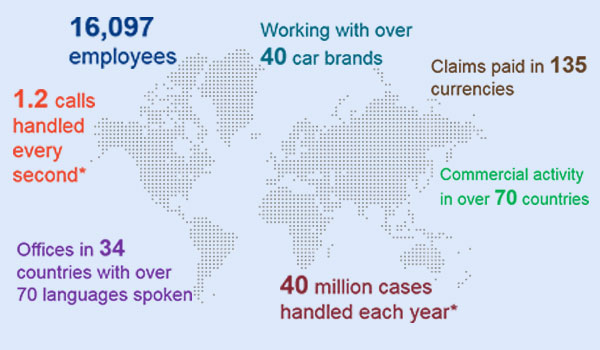 16,097
employees
Working with over
40 car brands
Claims paid in 135
currencies
1.2 calls
handled
every
second*
Commercial activity
in over 70 countries
Offices in 34
countries with over
70 languages spoken
40 million cases
handled each year*